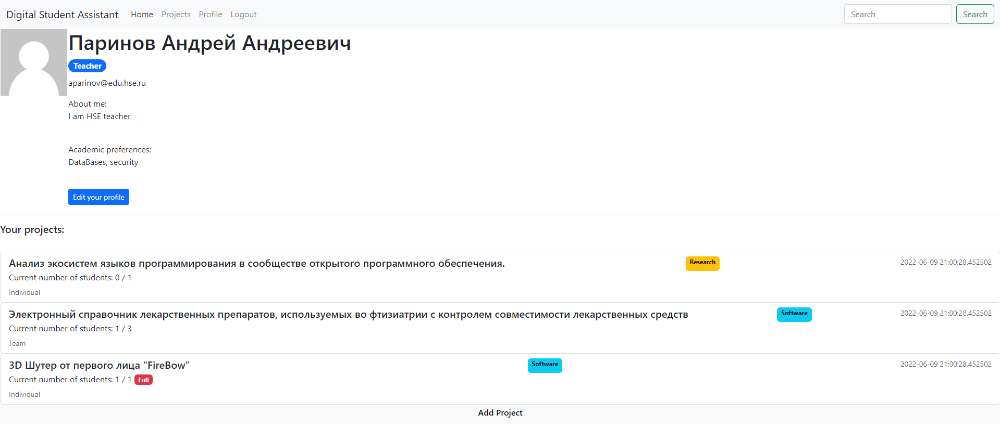 Digital Student Assistant Home Projects Profile Logout Search Search
Паринов Андрей Андреевич
Teacher
aparinov@edu.hse.ru
About me:
I am HSE teacher
Academic preferences:
DataBases, security
Edit your profile
Your projects:
Анализ экосистем языков программирования в сообществе открытого программного обеспечения. Research 2022-06-09 21:00:28.452502
Current number of students: 0 / 1
Individual
Электронный справочник лекарственных препаратов, используемых во фтизиатрии с контролем совместимости лекарственных средств Software 2022-06-09 21:00:28.452502
Current number of students: 1 / 3
Team
3D Шутер от первого лица “FireBow” Software 2022-06-09 21:00:28.452502
Current number of students: 1 / 1 Full
Individual
Add Project